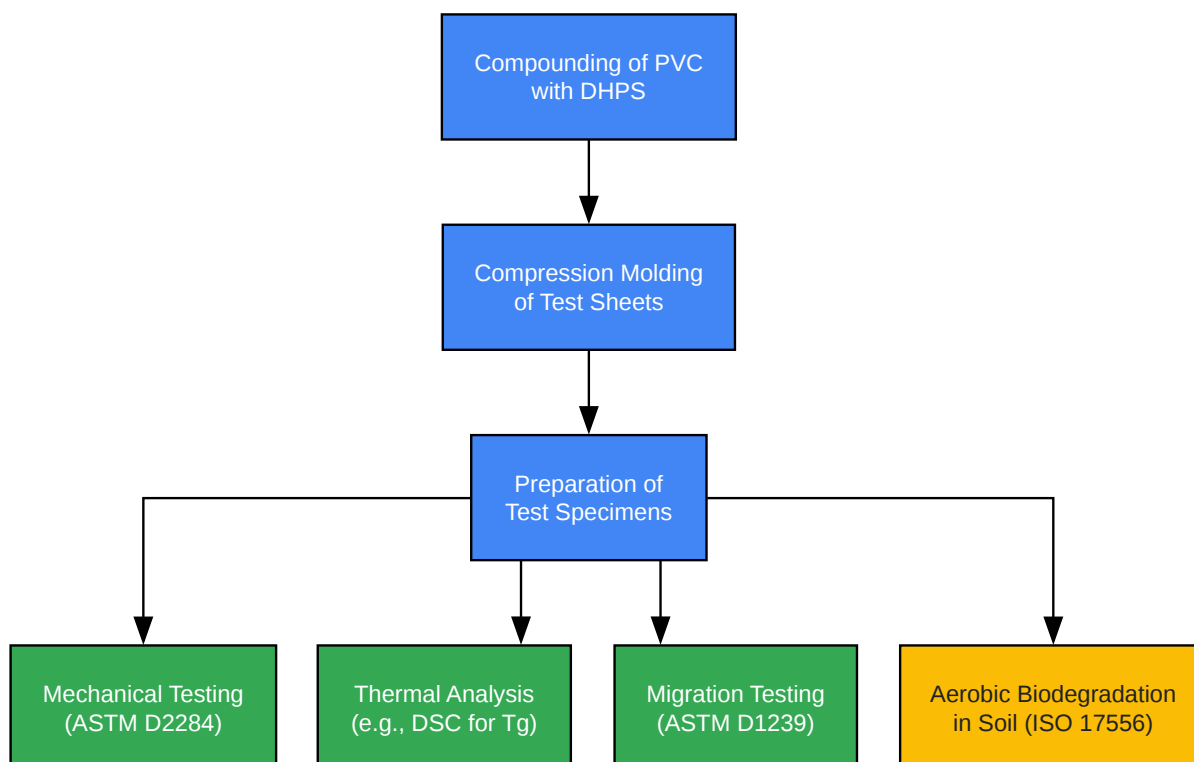 Compounding of PVC
with DHPS
Compression Molding
of Test Sheets
Preparation of
Test Specimens
Mechanical Testing
(ASTM D2284)
Thermal Analysis
(e.g., DSC for Tg)
Migration Testing
(ASTM D1239)
Aerobic Biodegradation
in Soil (ISO 17556)